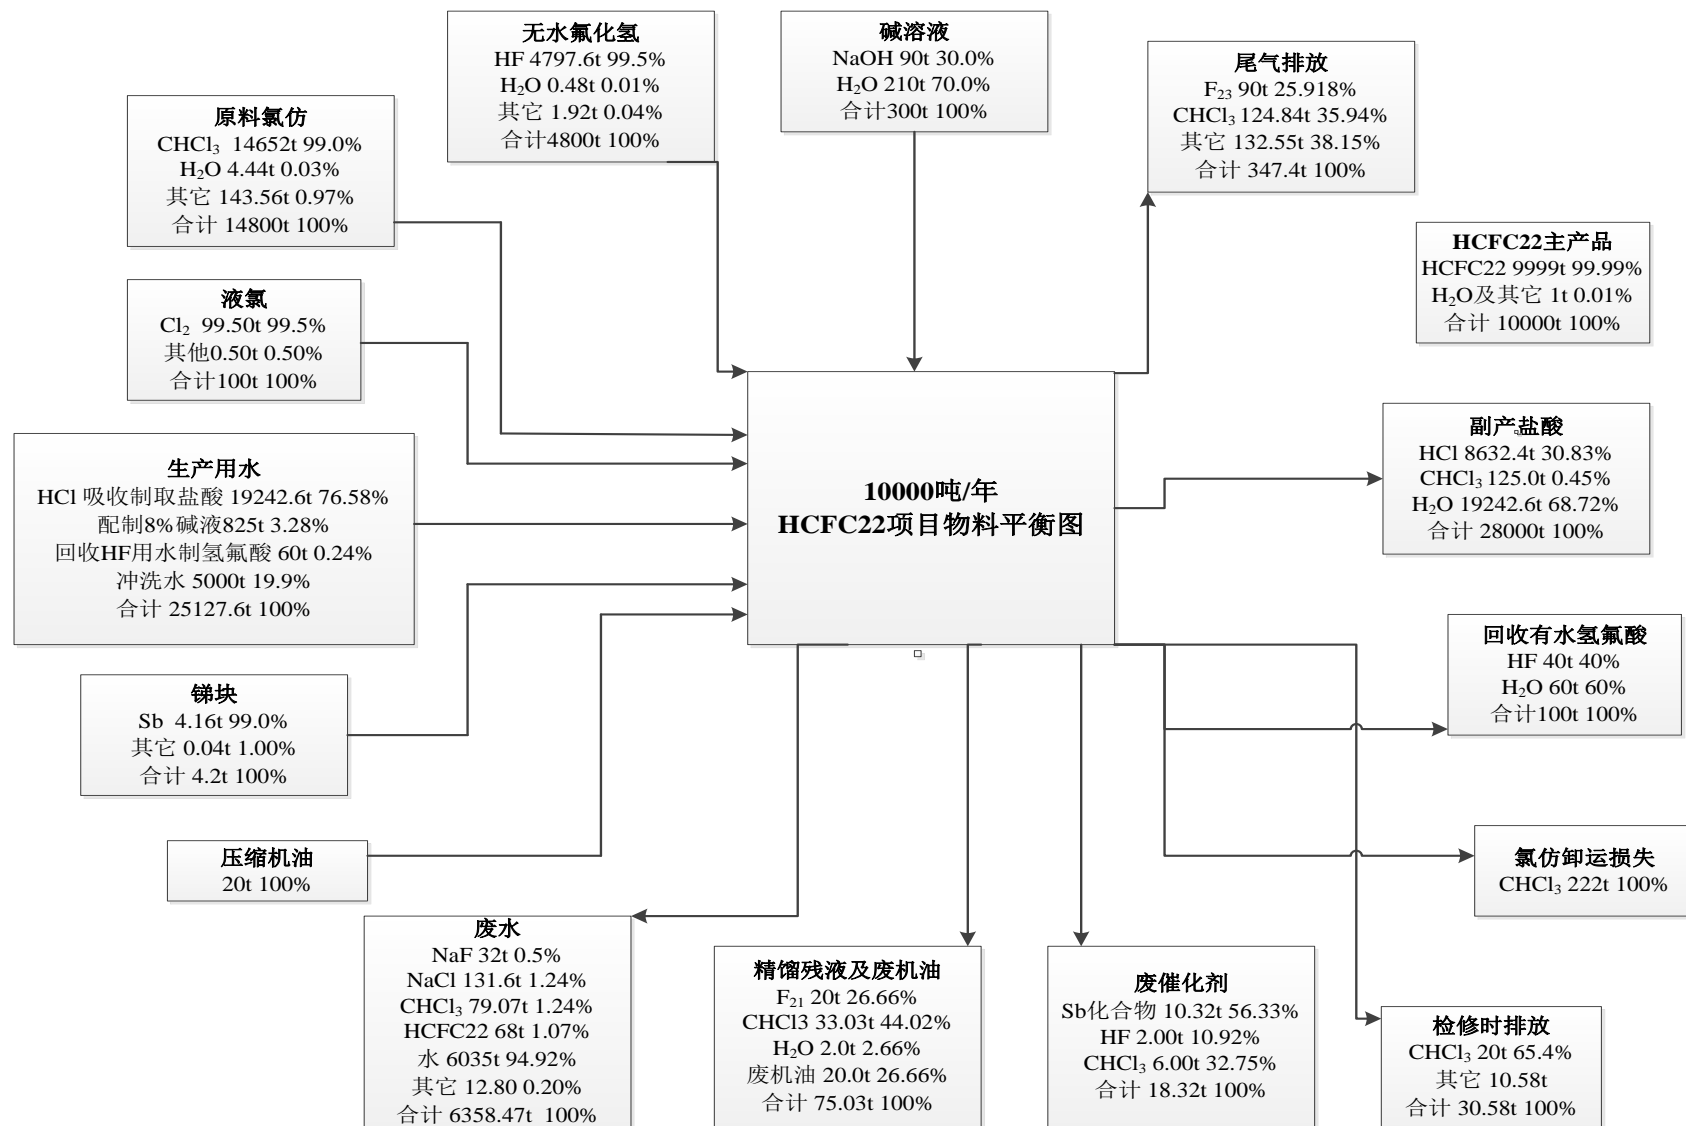 无水氟化氢
HF 4797.6t 99.5%
H₂O 0.48t 0.01%
其它 1.92t 0.04%
合计4800t 100%
碱溶液
NaOH 90t 30.0%
H₂O 210t 70.0%
合计300t 100%
尾气排放
F₂₃ 90t 25.918%
CHCl₃ 124.84t 35.94%
其它 132.55t 38.15%
合计 347.4t 100%
原料氯仿
CHCl₃ 14652t 99.0%
H₂O 4.44t 0.03%
其它 143.56t 0.97%
合计 14800t 100%
HCFC22主产品
HCFC22 9999t 99.99%
H₂O及其它 1t 0.01%
合计 10000t 100%
液氯
Cl₂ 99.50t 99.5%
其他0.50t 0.50%
合计100t 100%
10000吨/年
HCFC22项目物料平衡图
副产盐酸
HCl 8632.4t 30.83%
CHCl₃ 125.0t 0.45%
H₂O 19242.6t 68.72%
合计 28000t 100%
生产用水
HCl 吸收制取盐酸 19242.6t 76.58%
配制8%碱液825t 3.28%
回收HF用水制氢氟酸 60t 0.24%
冲洗水 5000t 19.9%
合计 25127.6t 100%
回收有水氢氟酸
HF 40t 40%
H₂O 60t 60%
合计100t 100%
锑块
Sb 4.16t 99.0%
其它 0.04t 1.00%
合计 4.2t 100%
压缩机油
20t 100%
氯仿卸运损失
CHCl₃ 222t 100%
废水
NaF 32t 0.5%
NaCl 131.6t 1.24%
CHCl₃ 79.07t 1.24%
HCFC22 68t 1.07%
水 6035t 94.92%
其它 12.80 0.20%
合计 6358.47t 100%
精馏残液及废机油
F₂₁ 20t 26.66%
CHCl3 33.03t 44.02%
H₂O 2.0t 2.66%
废机油 20.0t 26.66%
合计 75.03t 100%
废催化剂
Sb化合物 10.32t 56.33%
HF 2.00t 10.92%
CHCl₃ 6.00t 32.75%
合计 18.32t 100%
检修时排放
CHCl₃ 20t 65.4%
其它 10.58t
合计 30.58t 100%